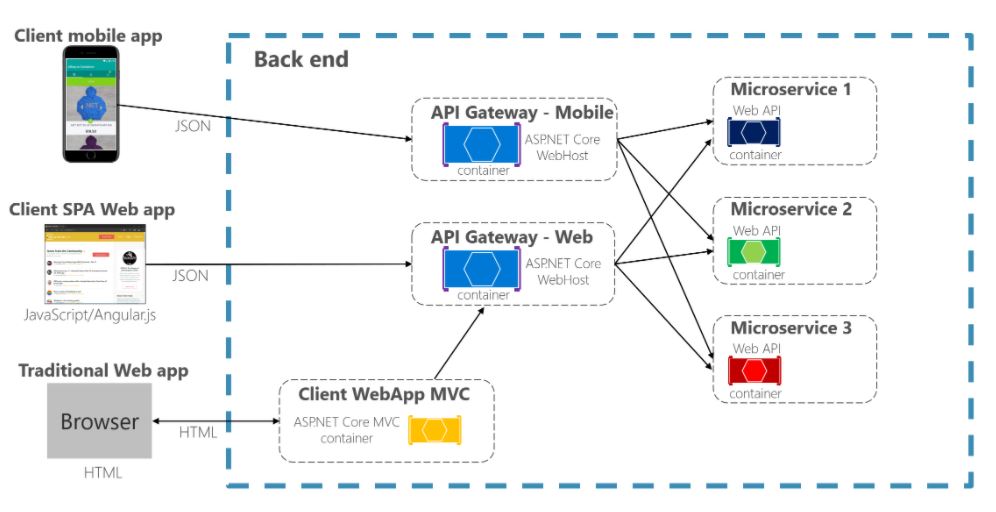 Client mobile app
JSON
Client SPA Web app
JSON
JavaScript/Angular.js
Traditional Web app
Browser
HTML
HTML
Back end
API Gateway - Mobile
ASP.NET Core
WebHost
container
API Gateway - Web
ASP.NET Core
WebHost
container
Client WebApp MVC
ASP.NET Core MVC
container
Microservice 1
Web API
container
Microservice 2
Web API
container
Microservice 3
Web API
container